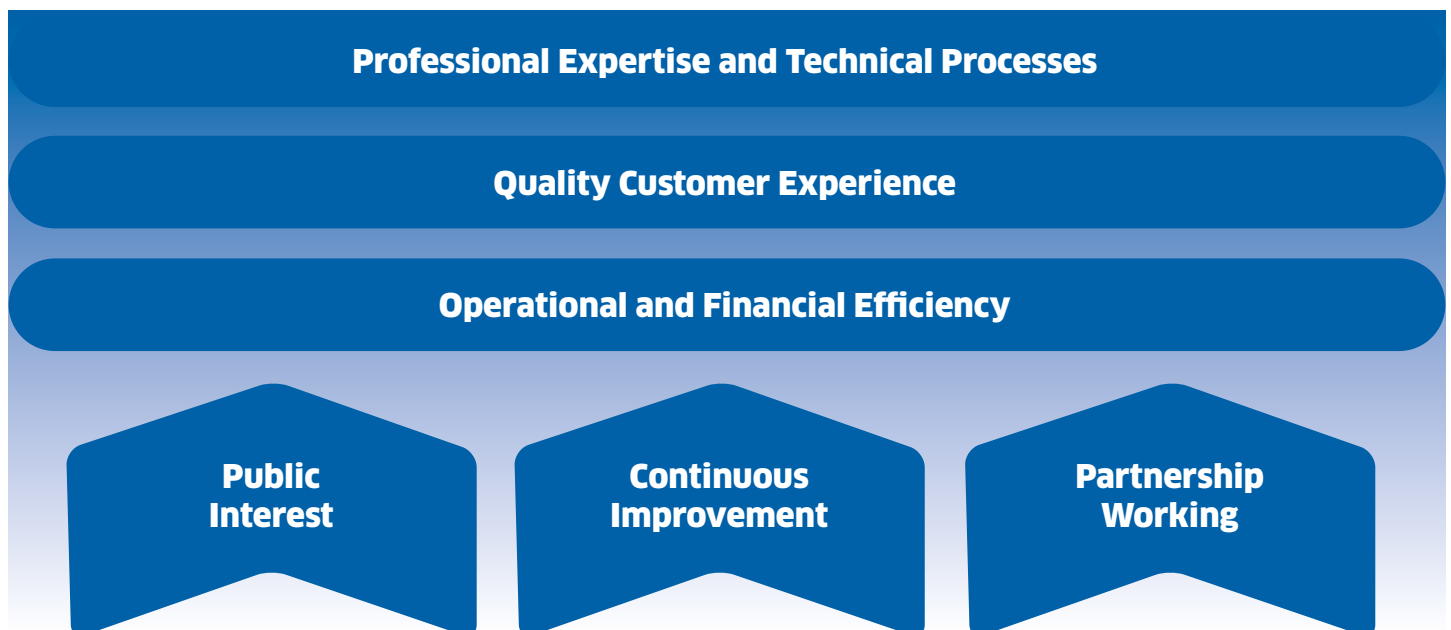 Professional Expertise and Technical Processes
Quality Customer Experience
Operational and Financial Efficiency
Public
Interest
Continuous
Improvement
Partnership
Working